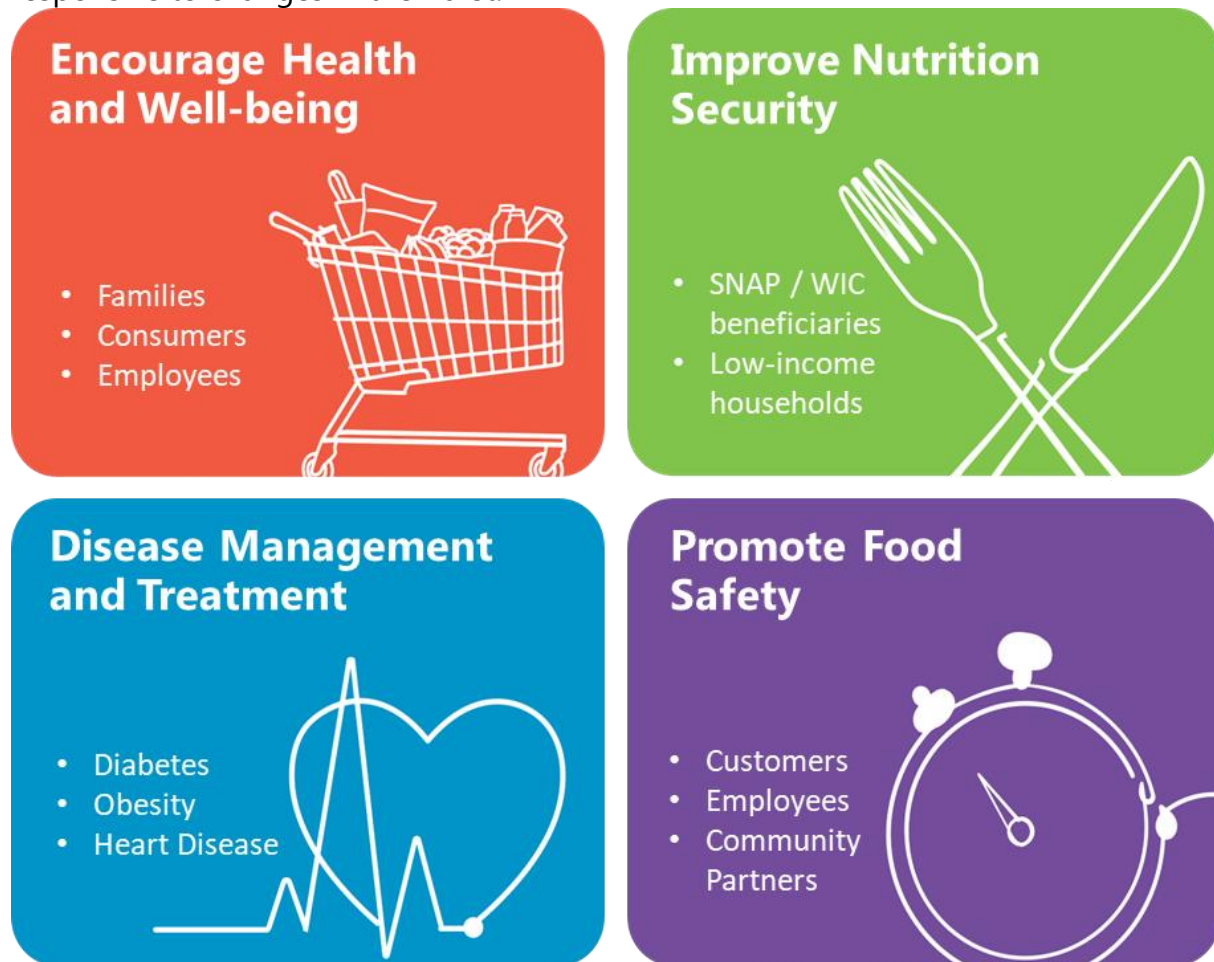 Encourage Health
and Well-being
• Families
• Consumers
• Employees
Improve Nutrition
Security
• SNAP / WIC
beneficiaries
• Low-income
households
Disease Management
and Treatment
• Diabetes
• Obesity
• Heart Disease
Promote Food
Safety
• Customers
• Employees
• Community
Partners